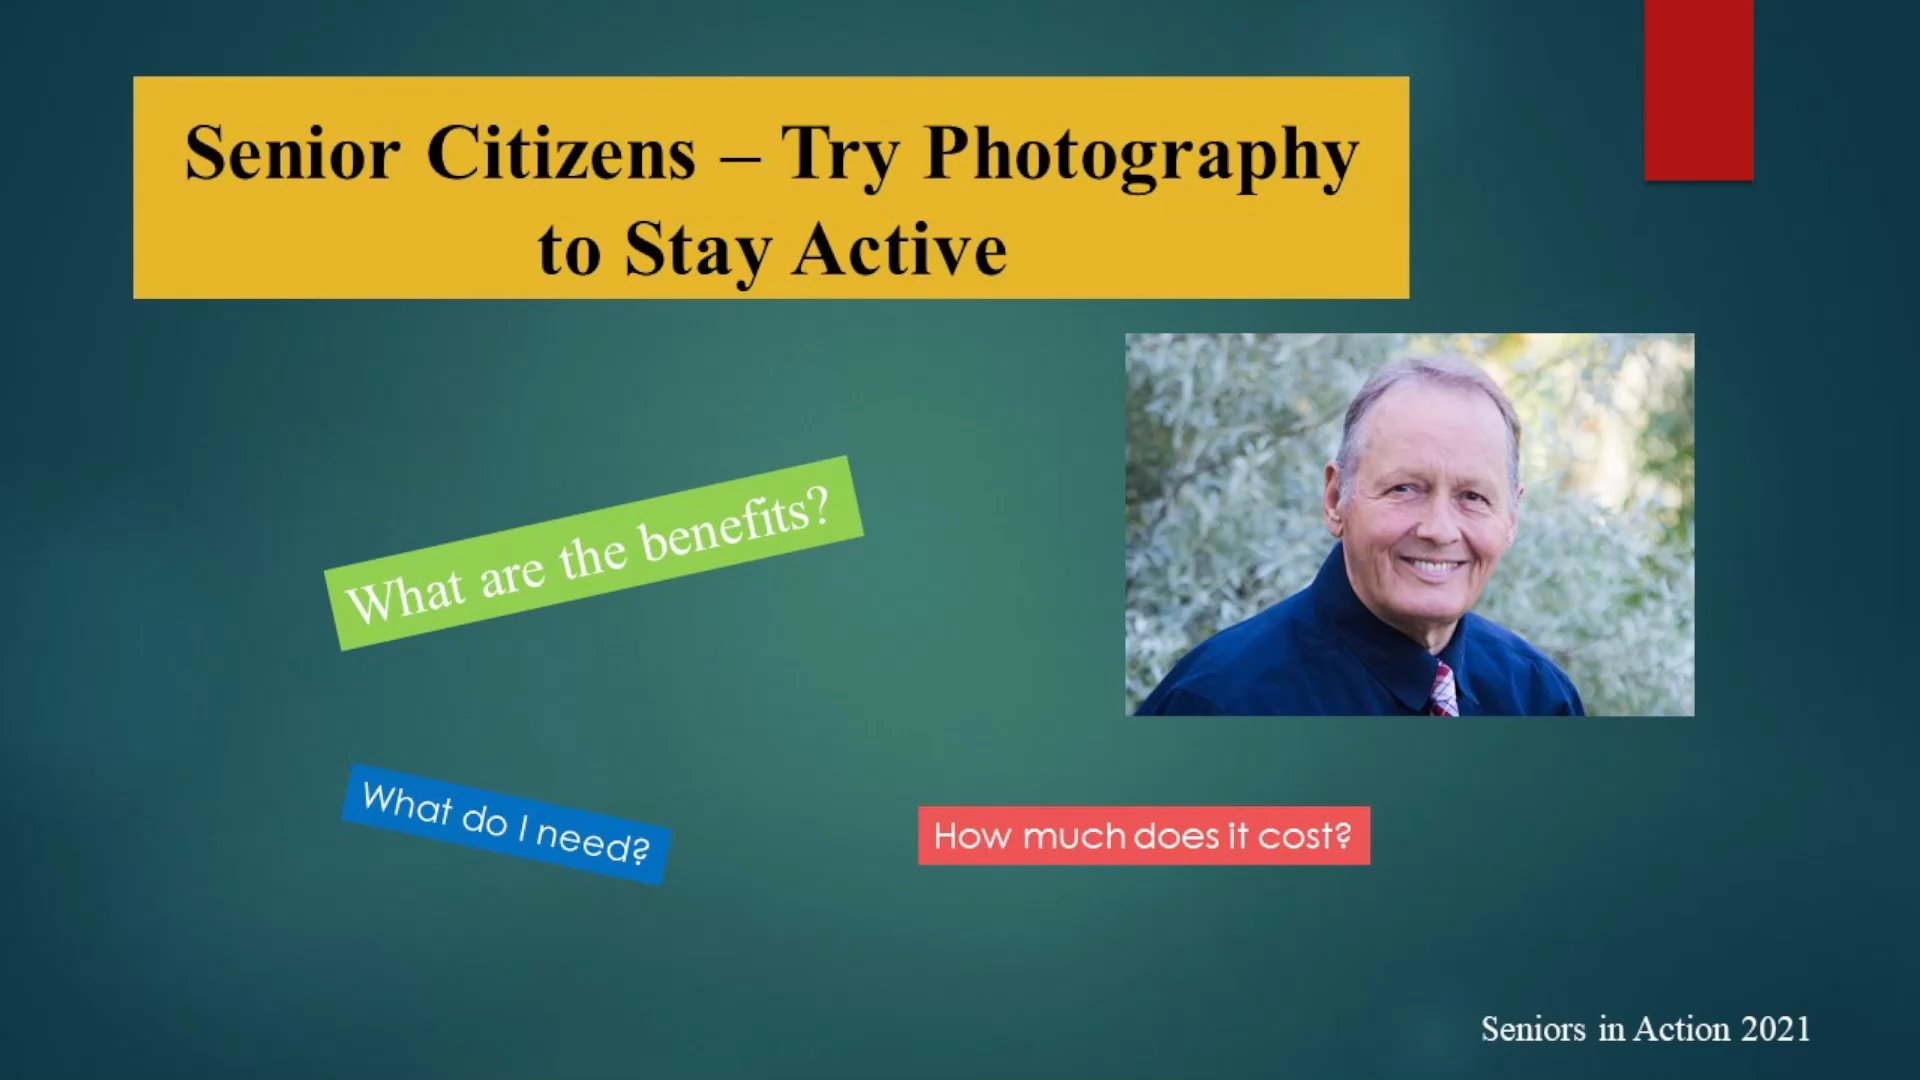 Senior Citizens – Try Photography
to Stay Active
What are the benefits?
What do I need?
How much does it cost?
Seniors in Action 2021